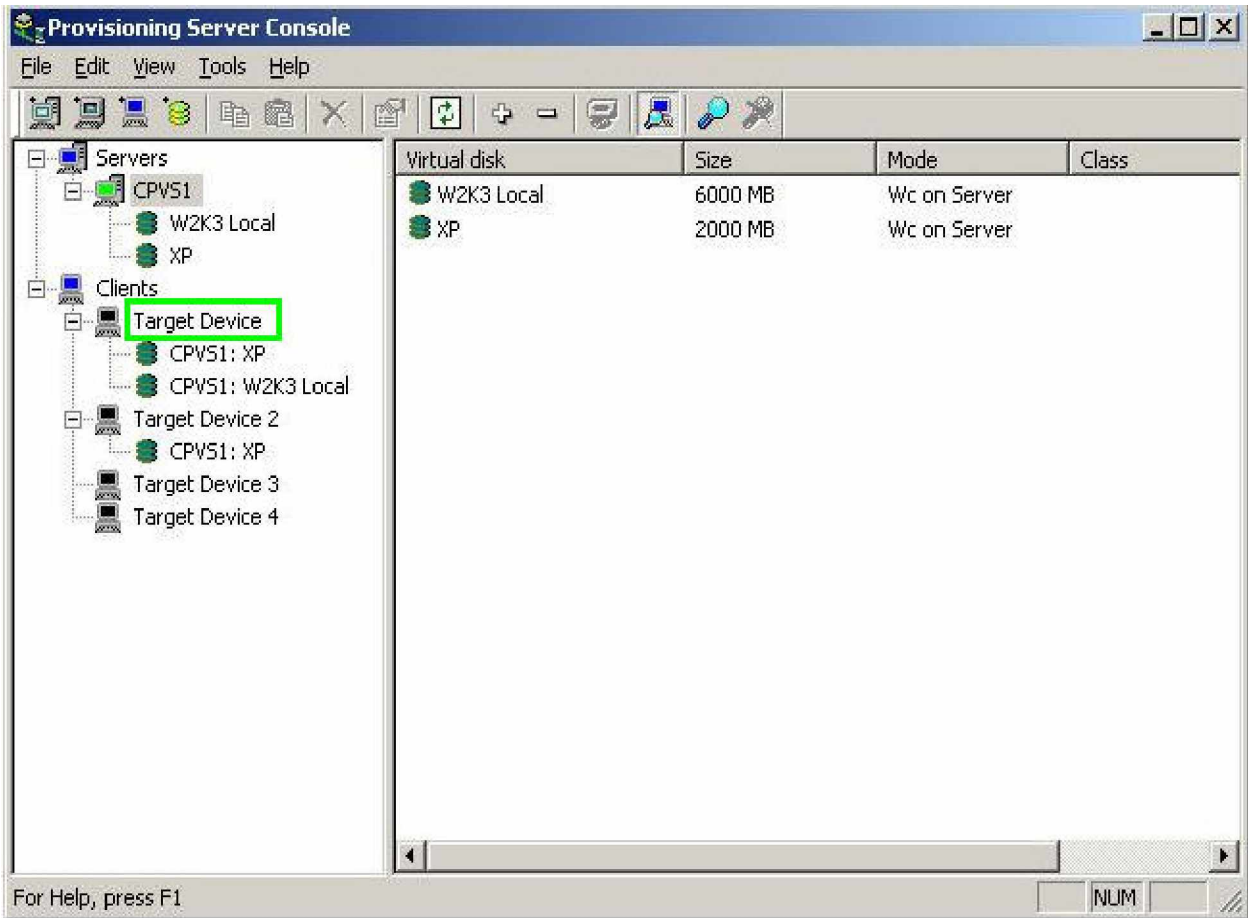 Provisioning Server Console
File Edit View Tools Help
Servers
CPVS1
W2K3 Local
XP
Clients
Target Device
CPVS1: XP
CPVS1: W2K3 Local
Target Device 2
CPVS1: XP
Target Device 3
Target Device 4
Virtual disk Size Mode Class
W2K3 Local 6000 MB Wc on Server
XP 2000 MB Wc on Server
For Help, press F1 NUM